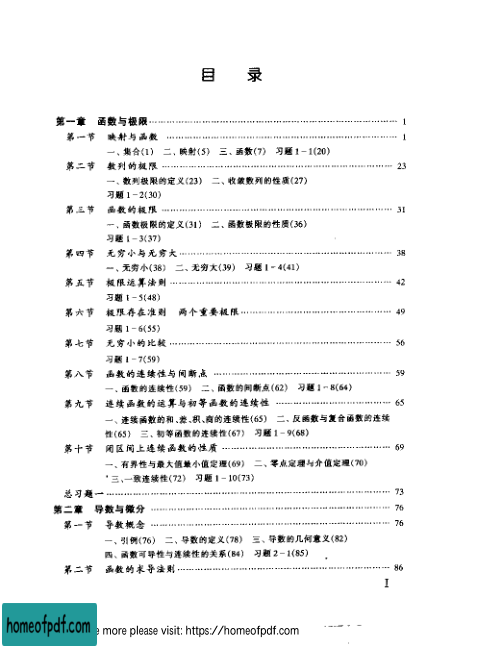 目 录
第一章 函数与极限 …… 1
第一节 映射与函数 …… 1
一、集合(1) 二、映射(5) 三、函数(7) 习题1-1(20)
第二节 数列的极限 …… 23
一、数列极限的定义(23) 二、收敛数列的性质(27)
习题1-2(30)
第三节 函数的极限 …… 31
一、函数极限的定义(31) 二、函数极限的性质(36)
习题1-3(37)
第四节 无穷小与无穷大 …… 38
一、无穷小(38) 二、无穷大(39) 习题1-4(41)
第五节 极限运算法则 …… 42
习题1-5(48)
第六节 极限存在准则 两个重要极限 …… 49
习题1-6(55)
第七节 无穷小的比较 …… 56
习题1-7(59)
第八节 函数的连续性与间断点 …… 59
一、函数的连续性(59) 二、函数的间断点(62) 习题1-8(64)
第九节 连续函数的运算与初等函数的连续性 …… 65
一、连续函数的和、差、积、商的连续性(65) 二、反函数与复合函数的连续
性(65) 三、初等函数的连续性(67) 习题1-9(68)
第十节 闭区间上连续函数的性质 …… 69
一、有界性与最大值最小值定理(69) 二、零点定理与介值定理(70)
*三、一致连续性(72) 习题1-10(73)
总习题一 …… 73
第二章 导数与微分 …… 76
第一节 导数概念 …… 76
一、引例(76) 二、导数的定义(78) 三、导数的几何意义(82)
四、函数可导性与连续性的关系(84) 习题2-1(85)
第二节 函数的求导法则 …… 86
I
homeofpdf.com
more please visit: https://homeofpdf.com